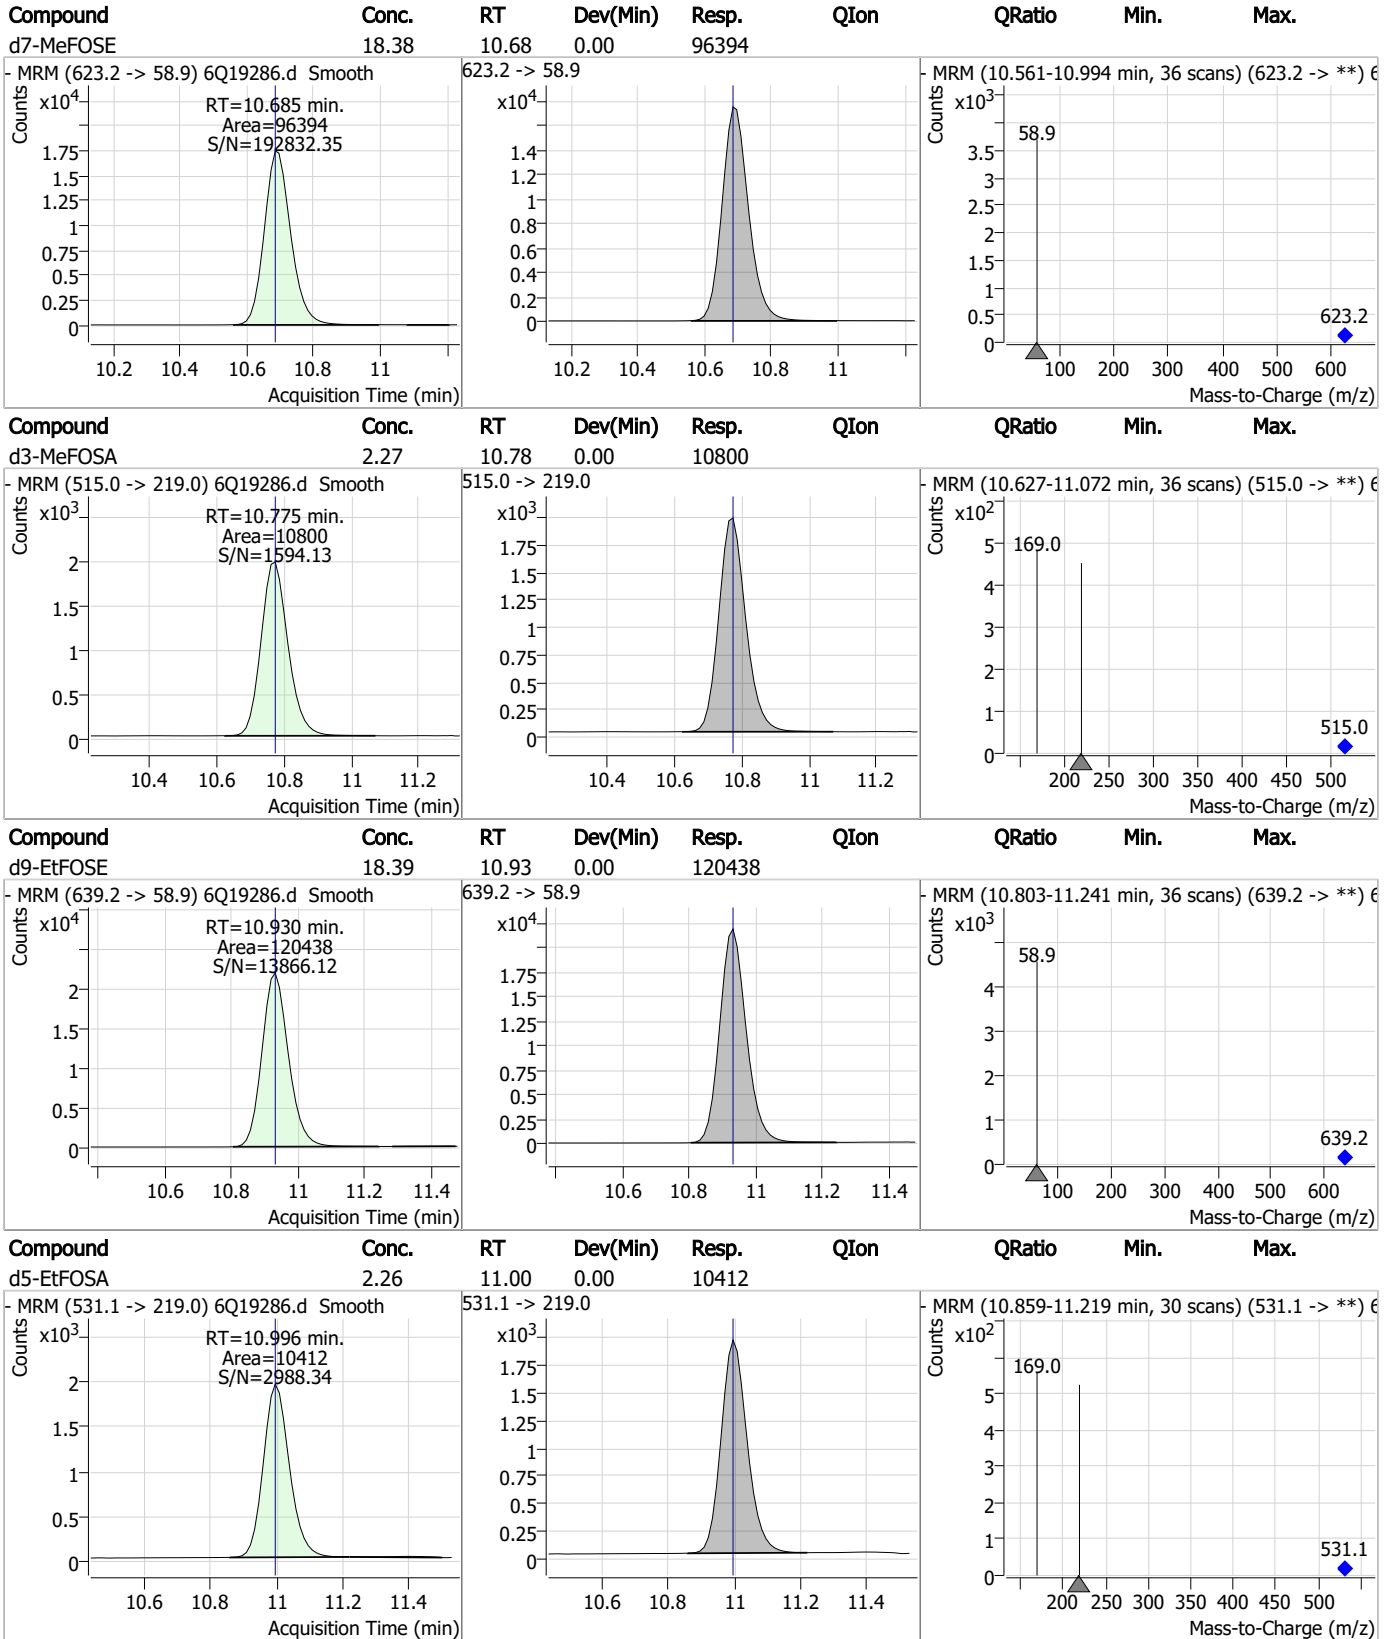 Compound Conc. RT Dev(Min) Resp. QIon QRatio Min. Max.
d7-MeFOSE 18.38 10.68 0.00 96394
- MRM (623.2 -> 58.9) 6Q19286.d Smooth
Counts
x10^4
RT=10.685 min.
Area=96394
S/N=192832.35
1.75
1.5
1.25
1
0.75
0.5
0.25
0
10.2 10.4 10.6 10.8 11
Acquisition Time (min)
623.2 -> 58.9
x10^4
1.4
1.2
1
0.8
0.6
0.4
0.2
0
10.2 10.4 10.6 10.8 11
- MRM (10.561-10.994 min, 36 scans) (623.2 -> **) 6
Counts
x10^3
58.9
3.5
3
2.5
2
1.5
1
0.5
0
623.2
100 200 300 400 500 600
Mass-to-Charge (m/z)
Compound Conc. RT Dev(Min) Resp. QIon QRatio Min. Max.
d3-MeFOSA 2.27 10.78 0.00 10800
- MRM (515.0 -> 219.0) 6Q19286.d Smooth
Counts
x10^3
RT=10.775 min.
Area=10800
S/N=1594.13
2
1.5
1
0.5
0
10.4 10.6 10.8 11 11.2
Acquisition Time (min)
515.0 -> 219.0
x10^3
1.75
1.5
1.25
1
0.75
0.5
0.25
0
10.4 10.6 10.8 11 11.2
- MRM (10.627-11.072 min, 36 scans) (515.0 -> **) 6
Counts
x10^2
169.0
5
4
3
2
1
0
515.0
200 250 300 350 400 450 500
Mass-to-Charge (m/z)
Compound Conc. RT Dev(Min) Resp. QIon QRatio Min. Max.
d9-EtFOSE 18.39 10.93 0.00 120438
- MRM (639.2 -> 58.9) 6Q19286.d Smooth
Counts
x10^4
RT=10.930 min.
Area=120438
S/N=13866.12
2
1.5
1
0.5
0
10.6 10.8 11 11.2 11.4
Acquisition Time (min)
639.2 -> 58.9
x10^4
1.75
1.5
1.25
1
0.75
0.5
0.25
0
10.6 10.8 11 11.2 11.4
- MRM (10.803-11.241 min, 36 scans) (639.2 -> **) 6
Counts
x10^3
58.9
4
3
2
1
0
639.2
100 200 300 400 500 600
Mass-to-Charge (m/z)
Compound Conc. RT Dev(Min) Resp. QIon QRatio Min. Max.
d5-EtFOSA 2.26 11.00 0.00 10412
- MRM (531.1 -> 219.0) 6Q19286.d Smooth
Counts
x10^3
RT=10.996 min.
Area=10412
S/N=2988.34
2
1.5
1
0.5
0
10.6 10.8 11 11.2 11.4
Acquisition Time (min)
531.1 -> 219.0
x10^3
1.75
1.5
1.25
1
0.75
0.5
0.25
0
10.6 10.8 11 11.2 11.4
- MRM (10.859-11.219 min, 30 scans) (531.1 -> **) 6
Counts
x10^2
169.0
5
4
3
2
1
0
531.1
200 250 300 350 400 450 500
Mass-to-Charge (m/z)